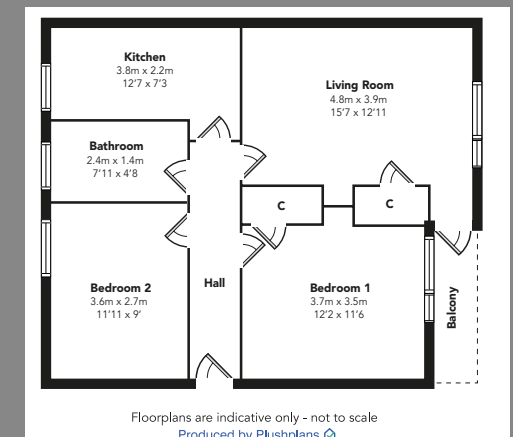 Kitchen
3.8m x 2.2m
12'7 x 7'3
Living Room
4.8m x 3.9m
15'7 x 12'11
Bathroom
2.4m x 1.4m
7'11 x 4'8
C
C
Hall
Bedroom 2
3.6m x 2.7m
11'11 x 9'
Bedroom 1
3.7m x 3.5m
12'2 x 11'6
Balcony
Floorplans are indicative only - not to scale
Produced by Plushplans